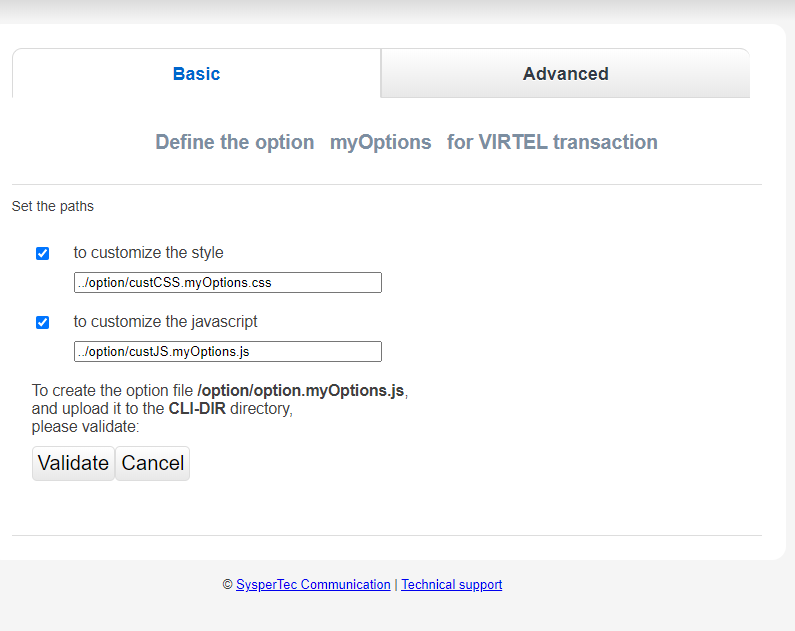 Basic Advanced
Define the option myOptions for VIRTEL transaction
Set the paths
to customize the style
../option/custCSS.myOptions.css
to customize the javascript
../option/custJS.myOptions.js
To create the option file /option/option.myOptions.js,
and upload it to the CLI-DIR directory,
please validate:
Validate Cancel
© SysperTec Communication | Technical support